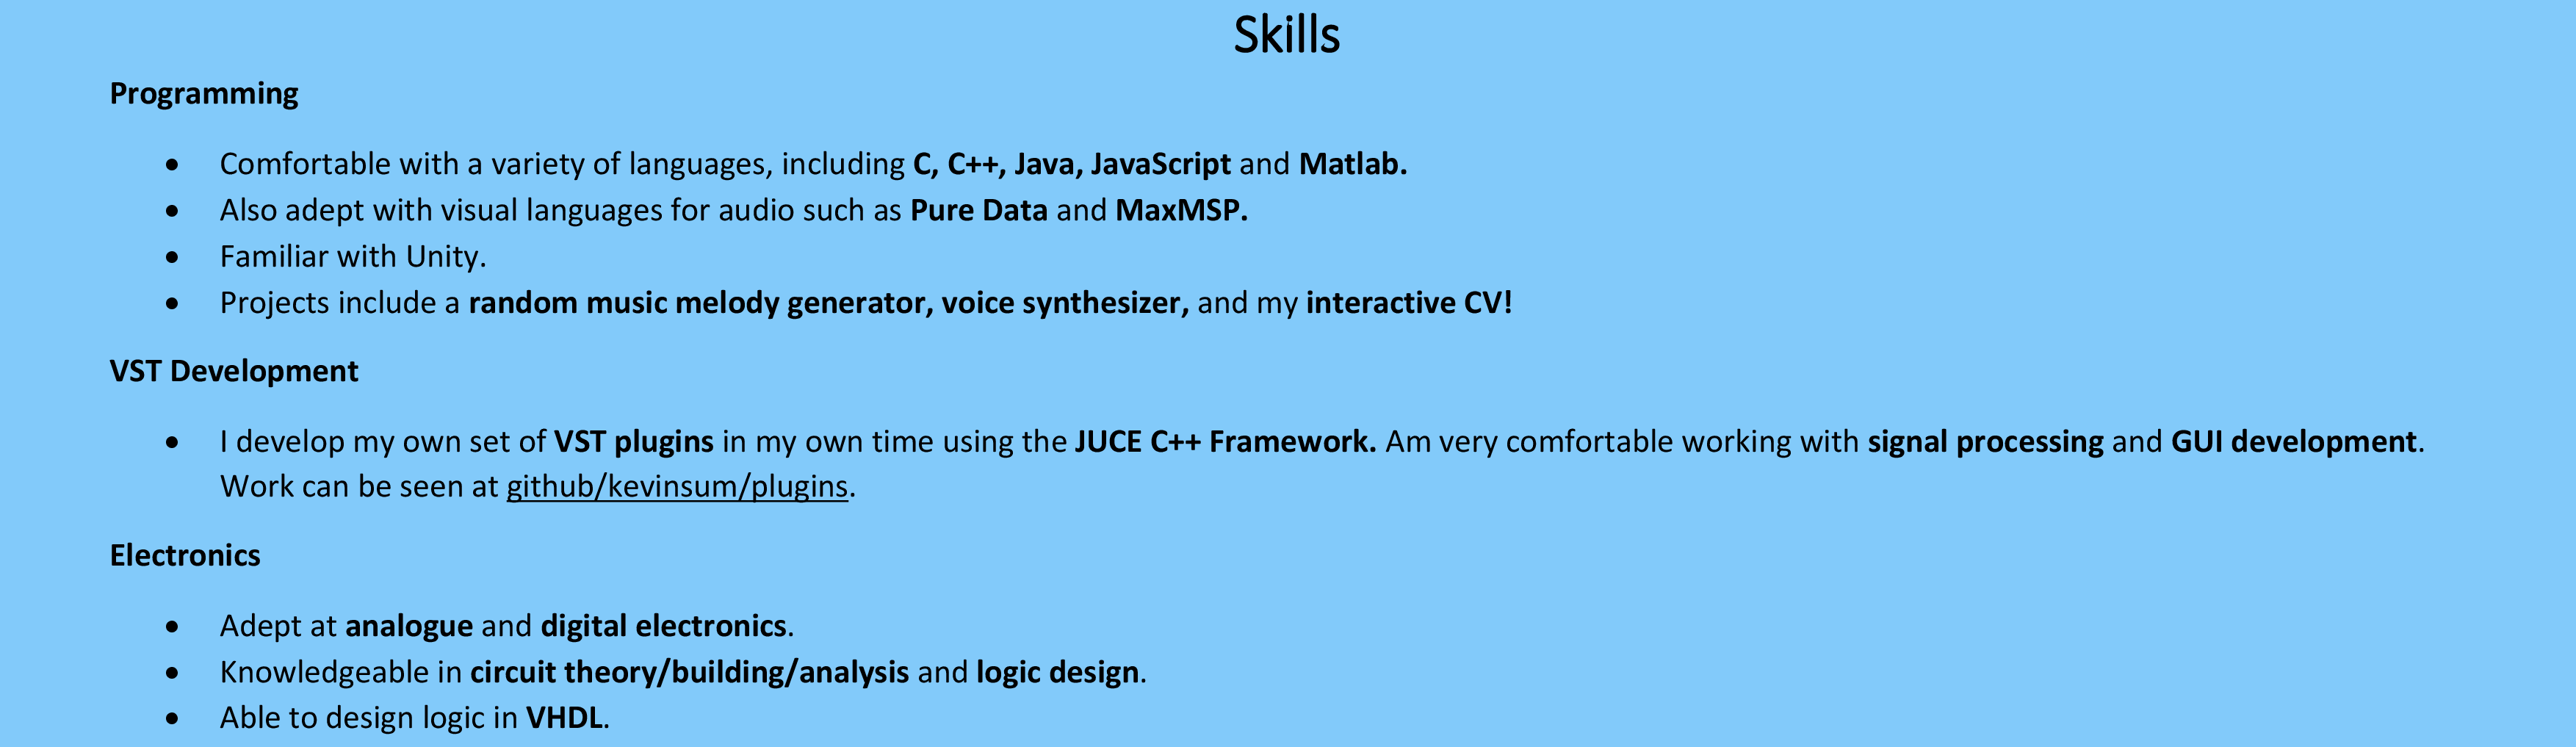 Skills
Programming
• Comfortable with a variety of languages, including C, C++, Java, JavaScript and Matlab.
• Also adept with visual languages for audio such as Pure Data and MaxMSP.
• Familiar with Unity.
• Projects include a random music melody generator, voice synthesizer, and my interactive CV!
VST Development
• I develop my own set of VST plugins in my own time using the JUCE C++ Framework. Am very comfortable working with signal processing and GUI development.
Work can be seen at github/kevinsum/plugins.
Electronics
• Adept at analogue and digital electronics.
• Knowledgeable in circuit theory/building/analysis and logic design.
• Able to design logic in VHDL.